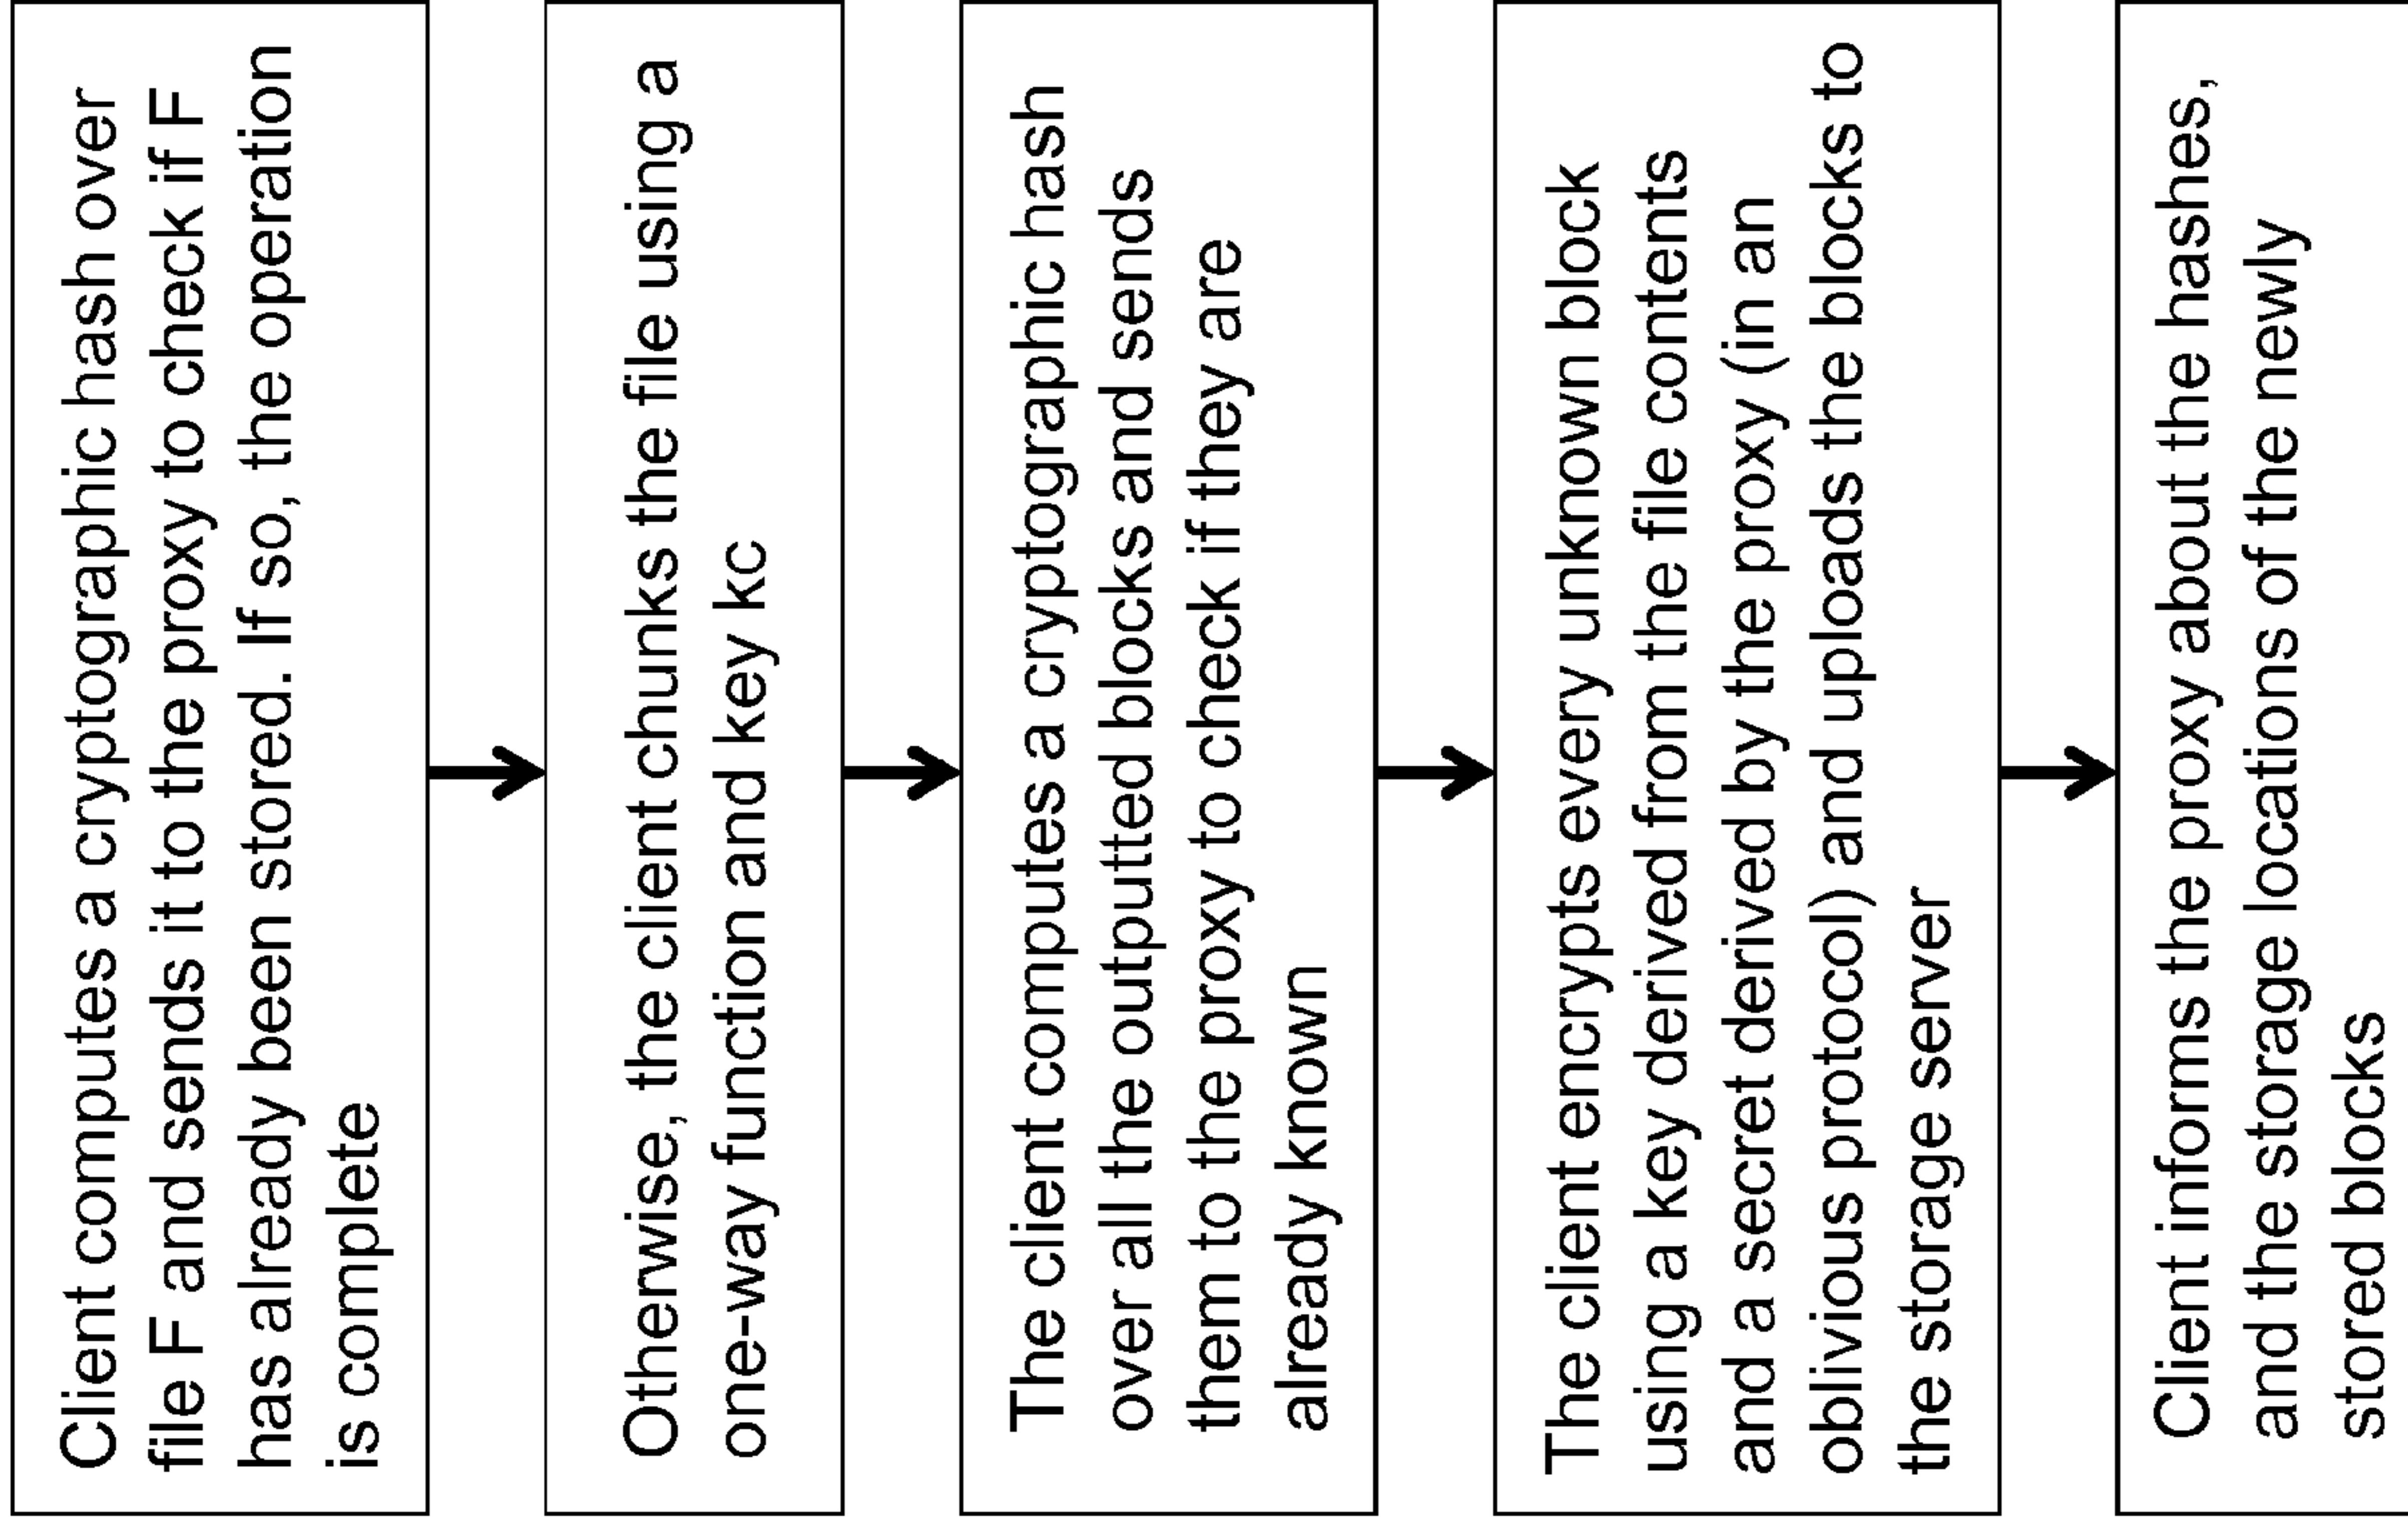 Client computes a cryptographic hash over
file F and sends it to the proxy to check if F
has already been stored. If so, the operation
is complete
Otherwise, the client chunks the file using a
one-way function and key kc
The client computes a cryptographic hash
over all the outputted blocks and sends
them to the proxy to check if they are
already known
The client encrypts every unknown block
using a key derived from the file contents
and a secret derived by the proxy (in an
oblivious protocol) and uploads the blocks to
the storage server
Client informs the proxy about the hashes,
and the storage locations of the newly
stored blocks